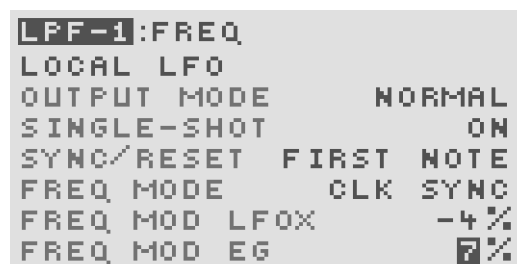 LPF-1:FREQ
LOCAL LFO
OUTPUT MODE NORMAL
SINGLE-SHOT ON
SYNC/RESET FIRST NOTE
FREQ MODE CLK SYNC
FREQ MOD LFOX -4%
FREQ MOD EG 7%